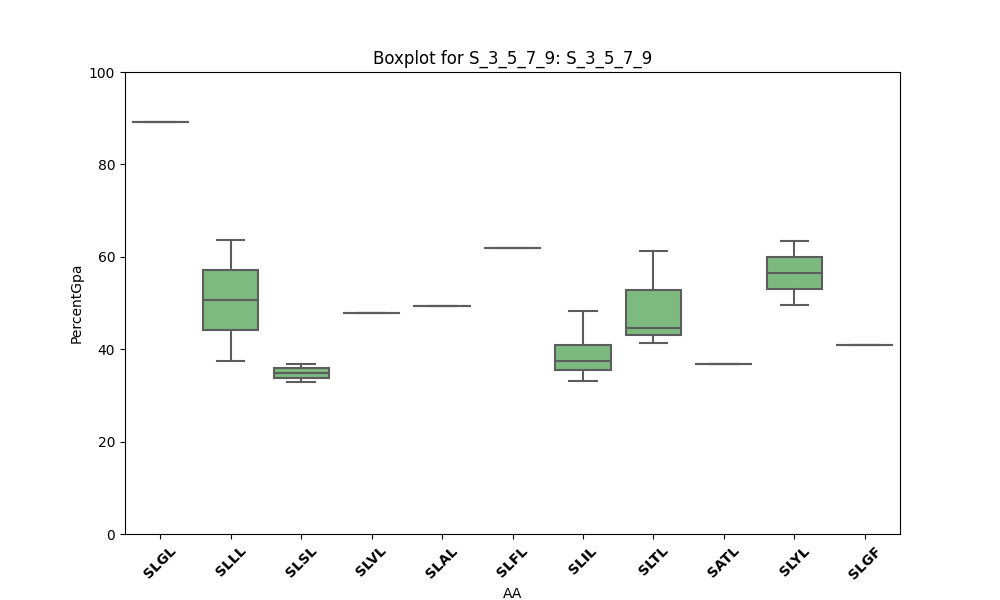 Boxplot for S_3_5_7_9: S_3_5_7_9
100
80
60
40
20
0
PercentGpa
SLGL
SLLL
SLSL
SLVL
SLAL
SLFL
SLIL
SLTL
SATL
SLYL
SLGF
AA